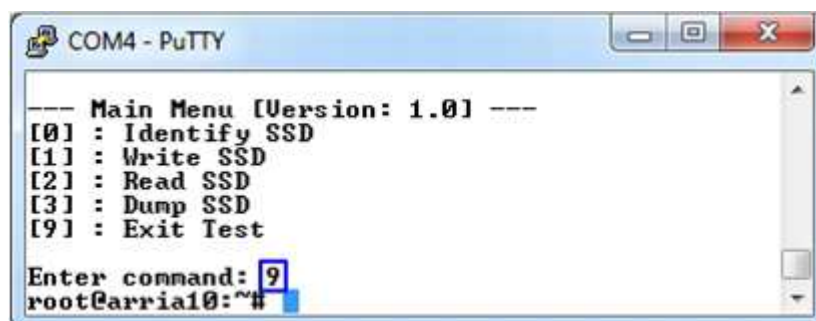 COM4 - PuTTY
--- Main Menu [Version: 1.0] ---
[0] : Identify SSD
[1] : Write SSD
[2] : Read SSD
[3] : Dump SSD
[9] : Exit Test
Enter command: 9
root@arria10:~#